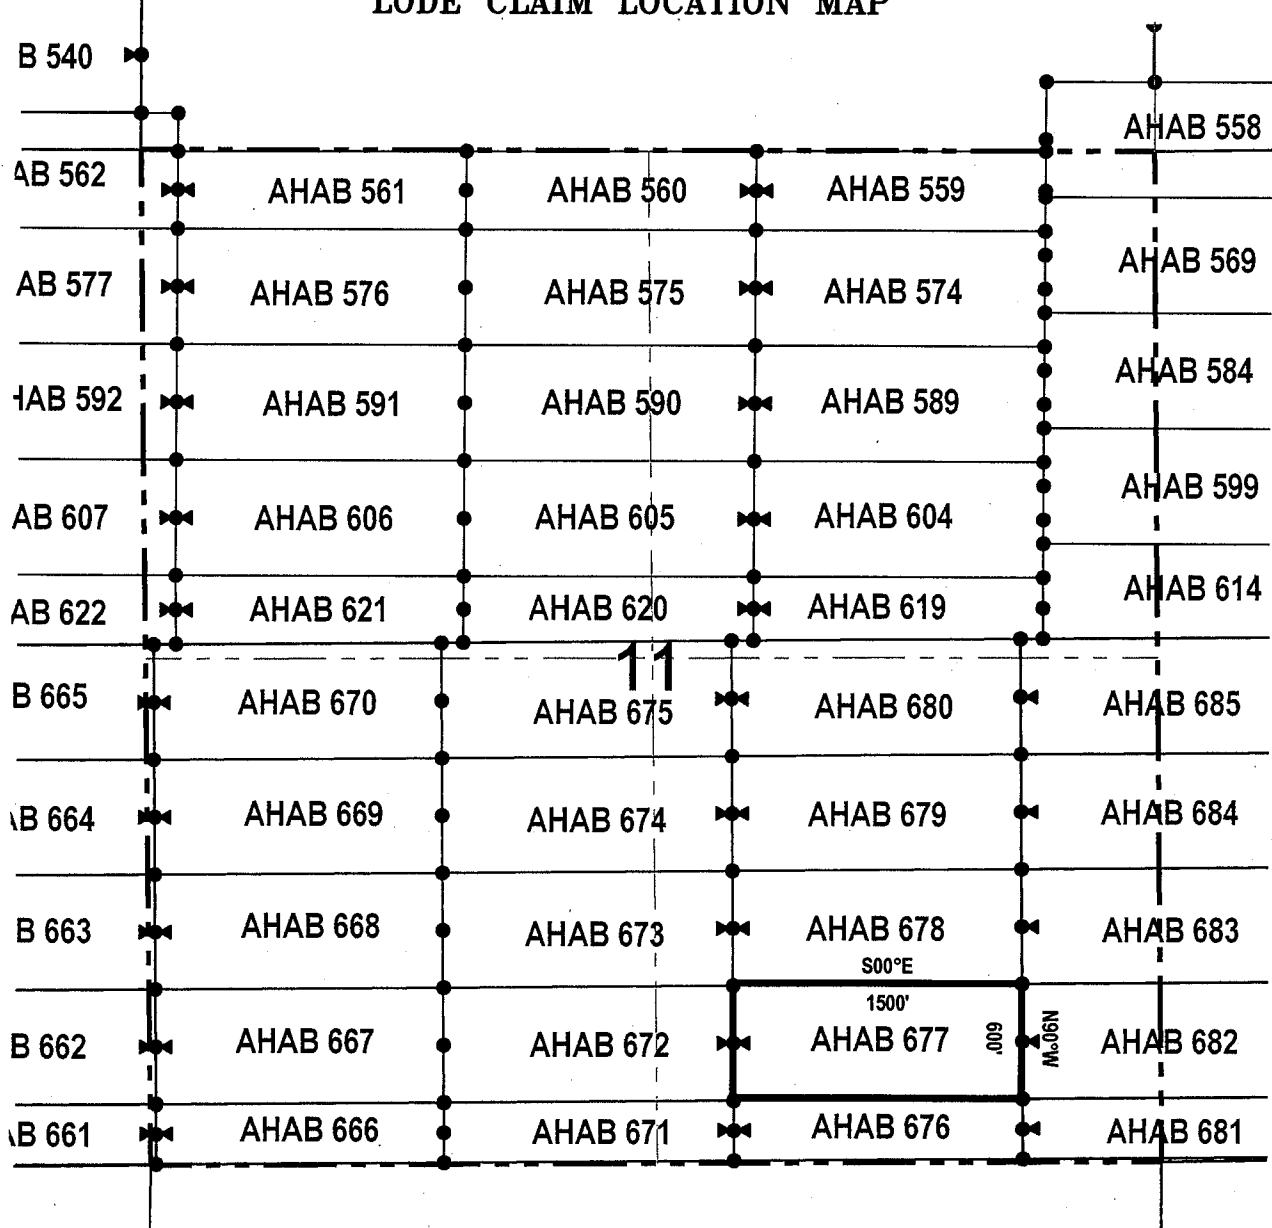 LODE CLAIM LOCATION MAP
B 540
AHAB 558
AB 562
AHAB 561
AHAB 560
AHAB 559
AHAB 569
AB 577
AHAB 576
AHAB 575
AHAB 574
AHAB 584
HAB 592
AHAB 591
AHAB 590
AHAB 589
AHAB 599
AB 607
AHAB 606
AHAB 605
AHAB 604
AHAB 614
AB 622
AHAB 621
AHAB 620
AHAB 619
11
B 665
AHAB 670
AHAB 675
AHAB 680
AHAB 685
AB 664
AHAB 669
AHAB 674
AHAB 679
AHAB 684
B 663
AHAB 668
AHAB 673
AHAB 678
AHAB 683
S00°E
1500'
B 662
AHAB 667
AHAB 672
AHAB 677
600'
N90°W
AHAB 682
AB 661
AHAB 666
AHAB 671
AHAB 676
AHAB 681